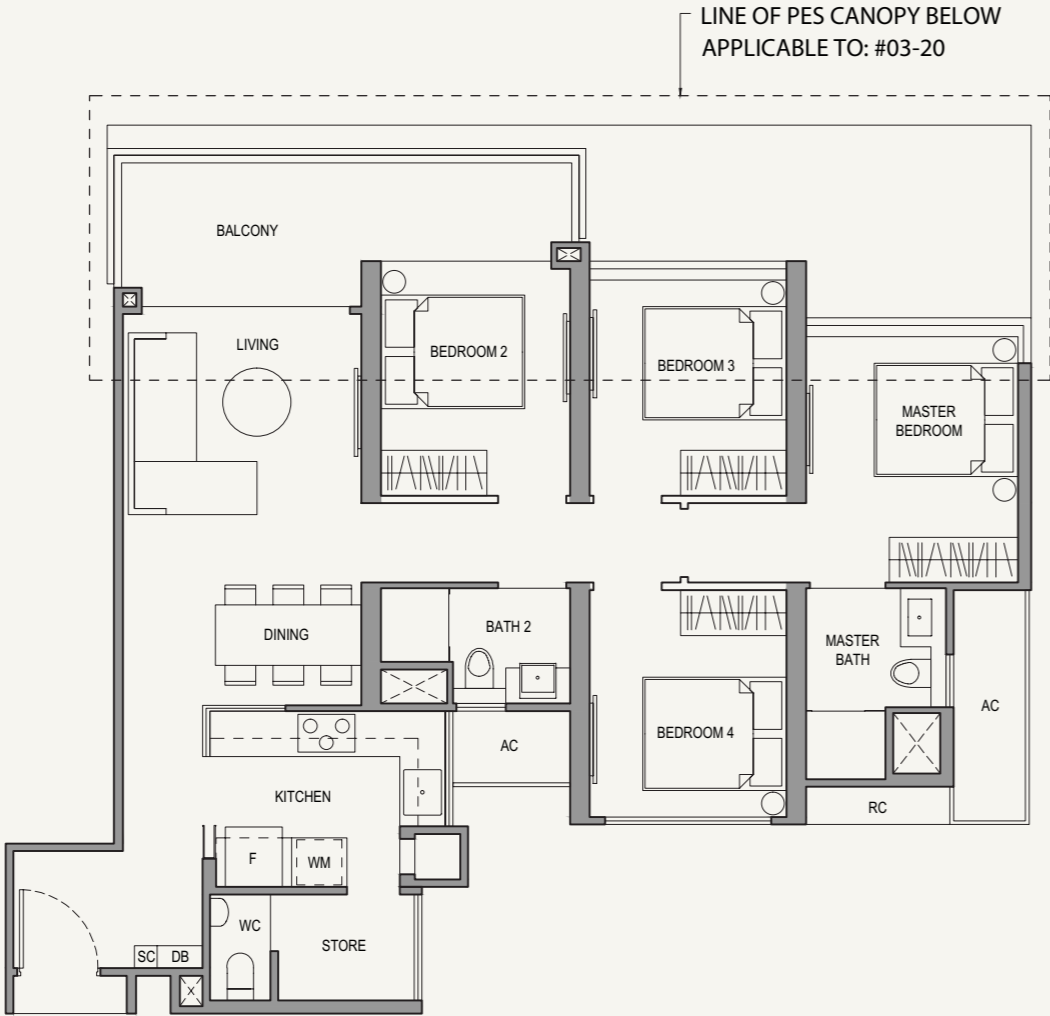 LINE OF PES CANOPY BELOW
APPLICABLE TO: #03-20
BALCONY
LIVING
BEDROOM 2
BEDROOM 3
MASTER
BEDROOM
DINING
BATH 2
MASTER
BATH
AC
AC
BEDROOM 4
KITCHEN
RC
F
WM
WC
STORE
SC
DB